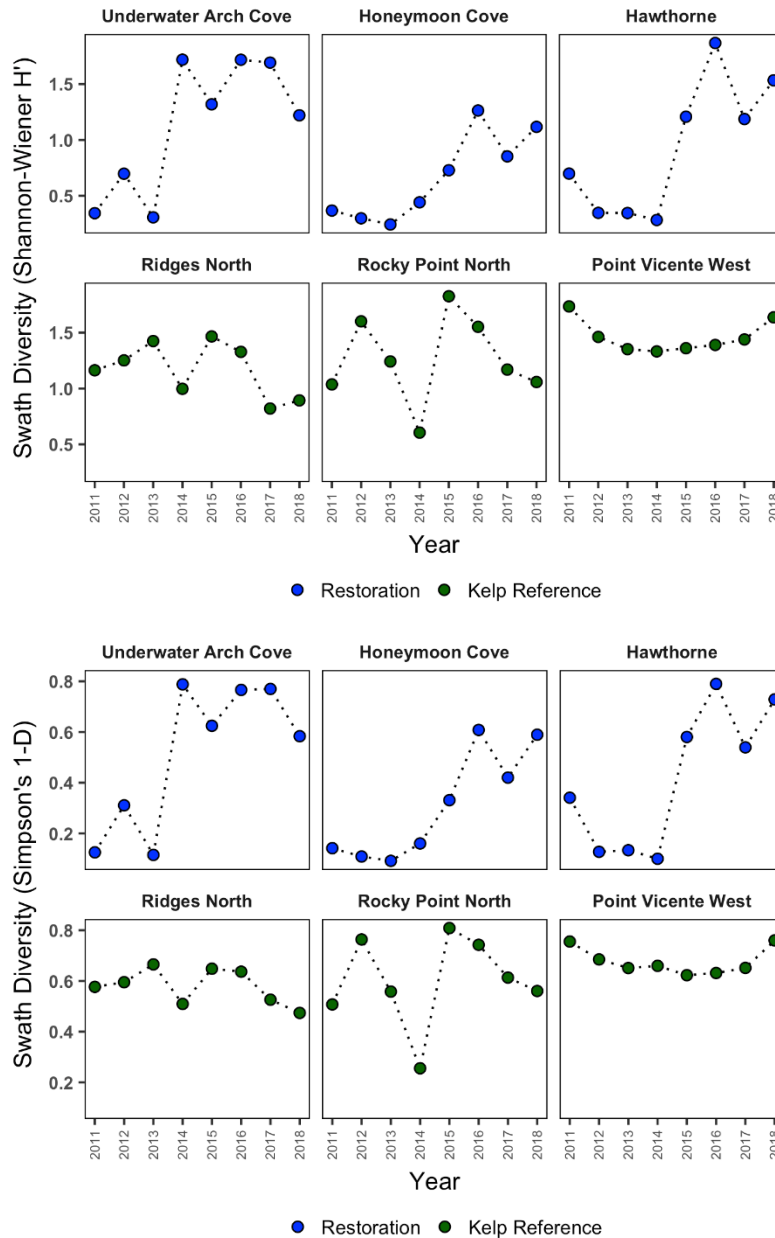 Underwater Arch Cove Honeymoon Cove Hawthorne
1.5
1.0
0.5
Ridges North Rocky Point North Point Vicente West
1.5
1.0
0.5
Swath Diversity (Shannon-Wiener H')
2011 2012 2013 2014 2015 2016 2017 2018 2011 2012 2013 2014 2015 2016 2017 2018 2011 2012 2013 2014 2015 2016 2017 2018
Year
Restoration Kelp Reference
Underwater Arch Cove Honeymoon Cove Hawthorne
0.8
0.6
0.4
0.2
Ridges North Rocky Point North Point Vicente West
0.8
0.6
0.4
0.2
Swath Diversity (Simpson's 1-D)
2011 2012 2013 2014 2015 2016 2017 2018 2011 2012 2013 2014 2015 2016 2017 2018 2011 2012 2013 2014 2015 2016 2017 2018
Year
Restoration Kelp Reference